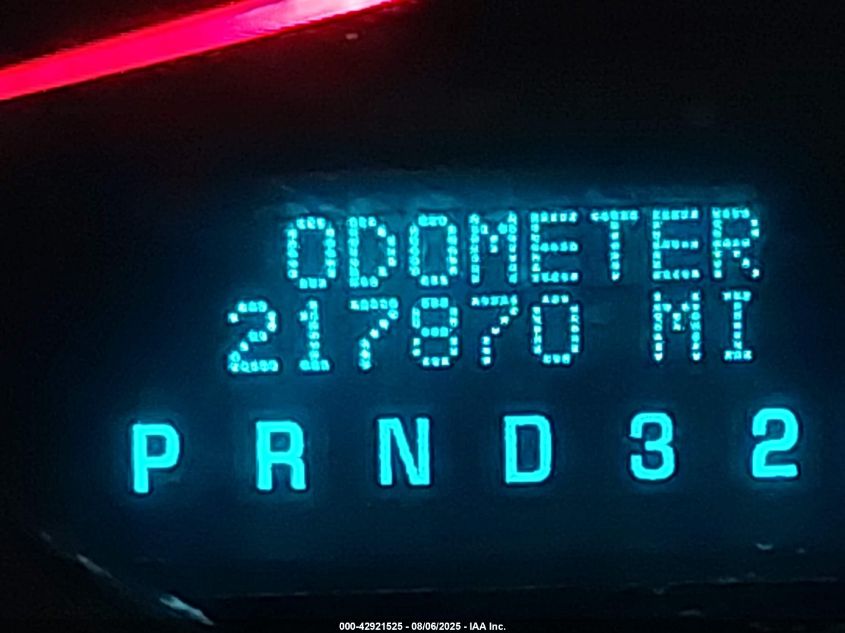 ODOMETER
217870 MI
P R N D 3 2
000-42921525 - 08/06/2025 - IAA Inc.